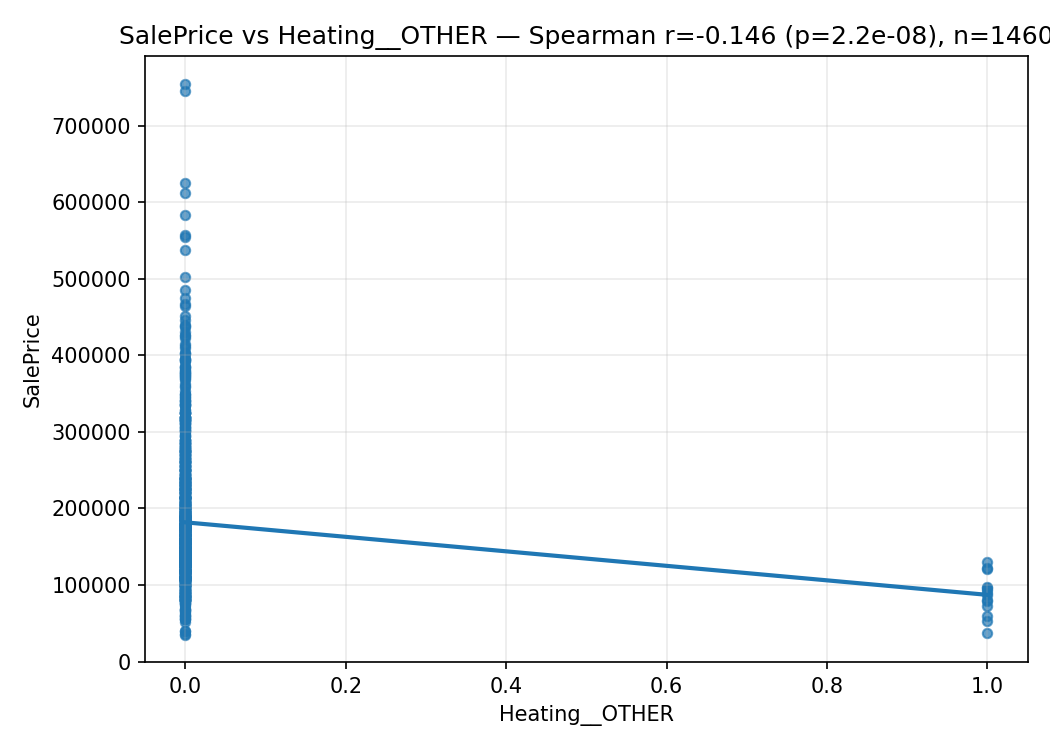 SalePrice vs Heating__OTHER — Spearman r=-0.146 (p=2.2e-08), n=1460
700000
600000
500000
400000
300000
200000
100000
0
SalePrice
0.0 0.2 0.4 0.6 0.8 1.0
Heating__OTHER